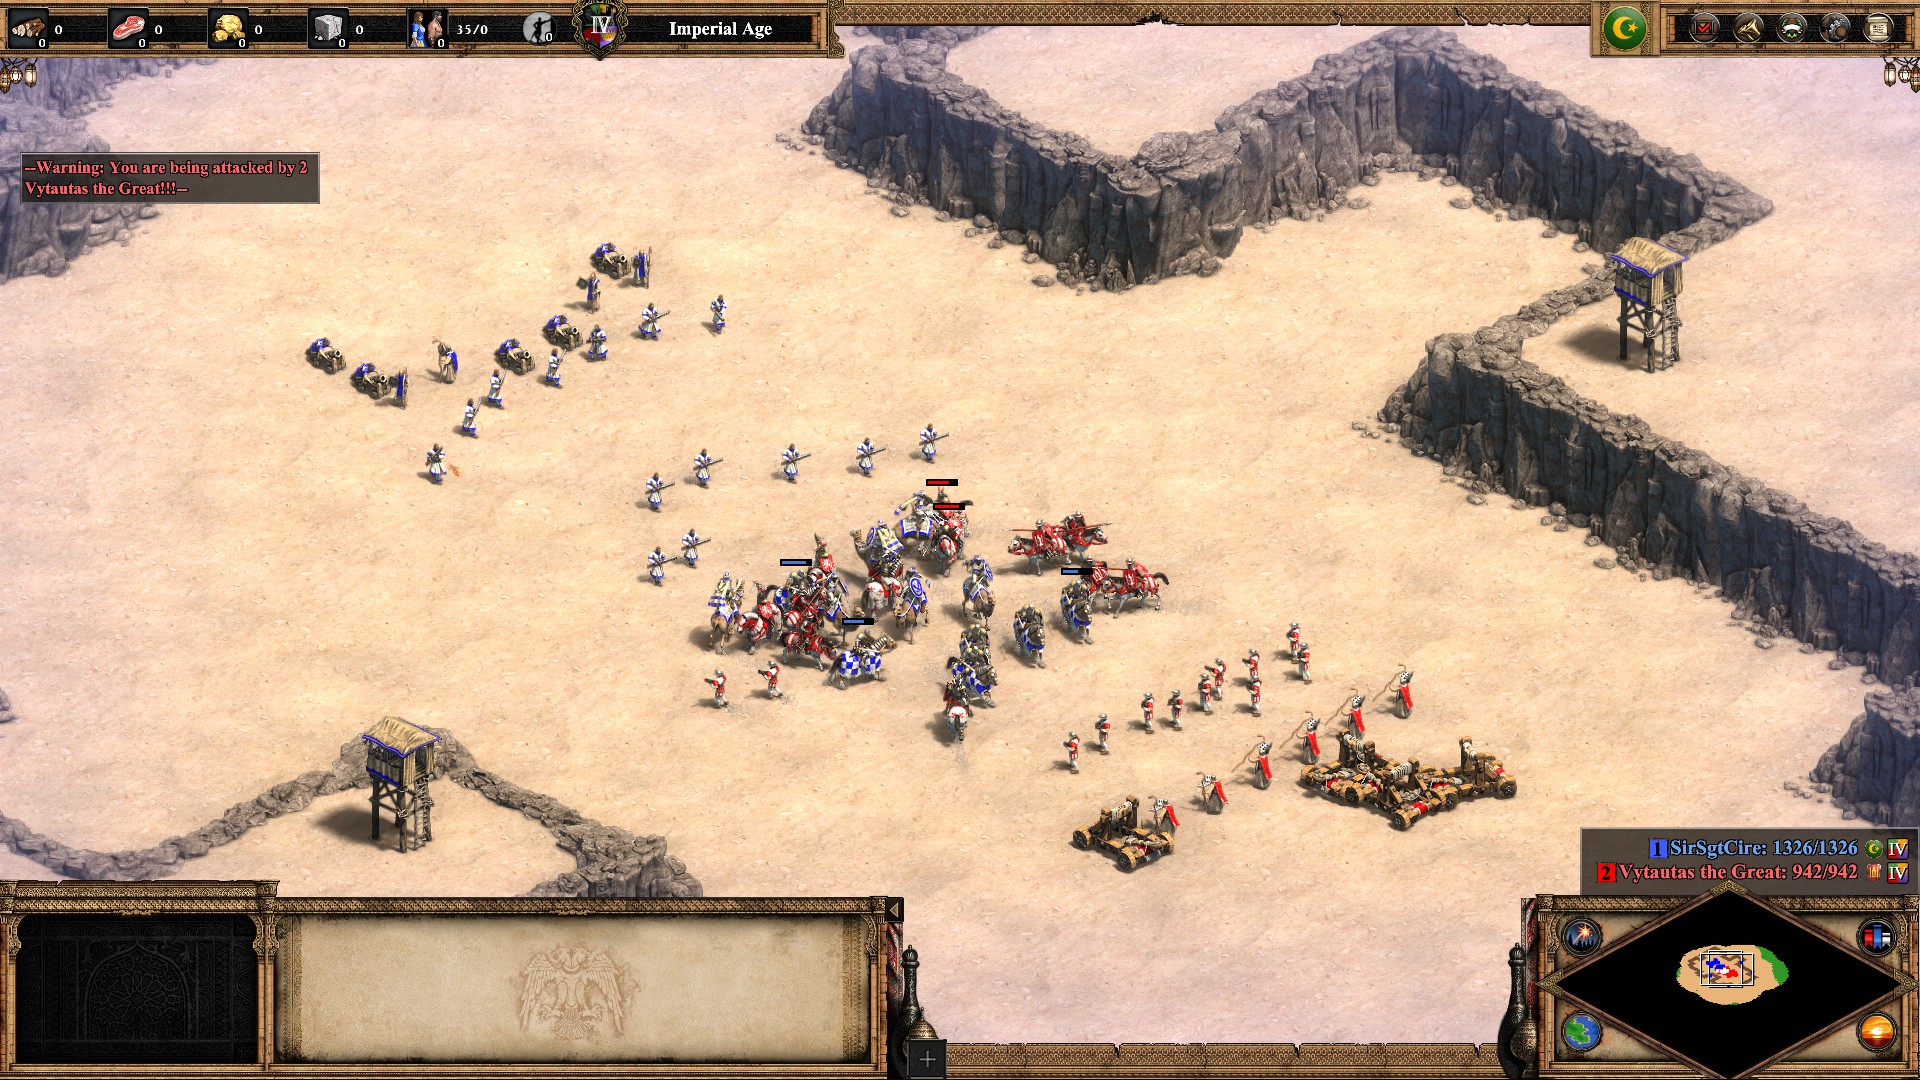 0 0 0 0 35/0 IV Imperial Age
0 0 0 0 0 0
--Warning: You are being attacked by 2
Vytautas the Great!!!--
1 SirSgtCire: 1326/1326 IV
2 Vytautas the Great: 942/942 IV